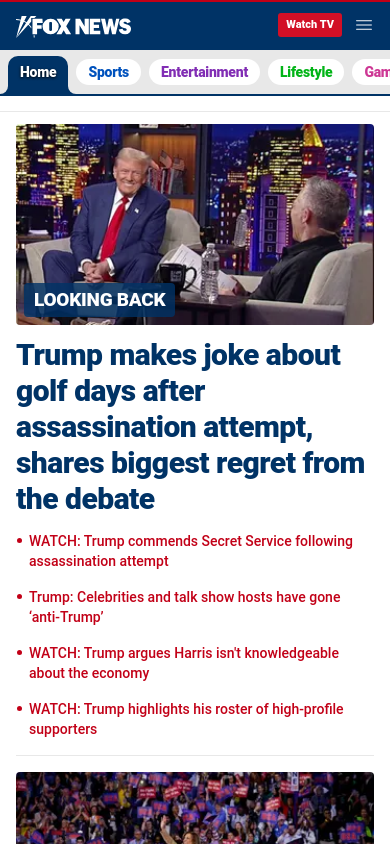 FOX NEWS
Watch TV
Home
Sports
Entertainment
Lifestyle
Gam
LOOKING BACK
Trump makes joke about
golf days after
assassination attempt,
shares biggest regret from
the debate
• WATCH: Trump commends Secret Service following
assassination attempt
• Trump: Celebrities and talk show hosts have gone
‘anti-Trump’
• WATCH: Trump argues Harris isn't knowledgeable
about the economy
• WATCH: Trump highlights his roster of high-profile
supporters